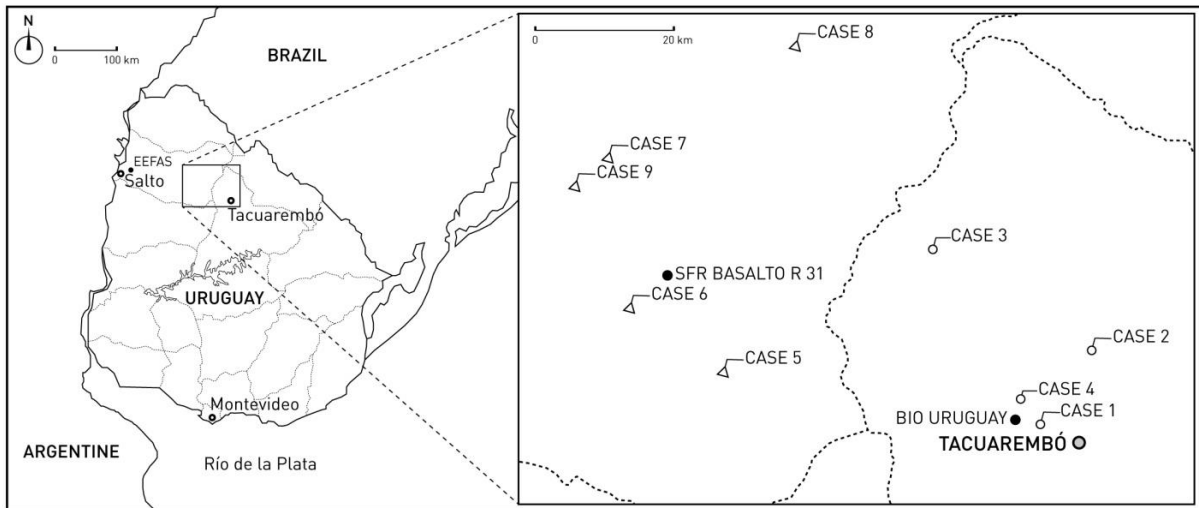 N
0
100 km
BRAZIL
EEFAS
Salto
Tacuarembó
URUGUAY
Montevideo
ARGENTINE
Río de la Plata
0
20 km
CASE 8
CASE 7
CASE 9
CASE 3
SFR BASALTO R 31
CASE 6
CASE 2
CASE 5
CASE 4
BIO URUGUAY
CASE 1
TACUAREMBÓ